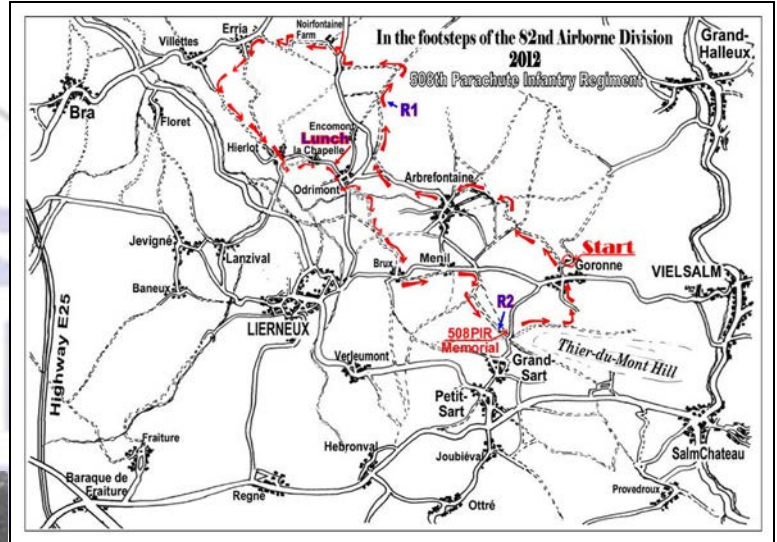 In the footsteps of the 82nd Airborne Division
2012
508th Parachute Infantry Regiment
Noirfontaine
Farm
Erria
Villettes
Grand-
Halleux
Bra
Floret
R1
Encomont
Lunch
la Chapelle
Hierlot
Odrimont
Arbrefontaine
Jevigné
Lanzival
Brux
Menil
Start
Goronne
VIELSALM
Baneux
LIERNEUX
R2
508PIR
Memorial
Thier-du-Mont Hill
Grand-
Sart
Highway E25
Verleumont
Petit-
Sart
Fraiture
Hebronval
Joubiéval
SalmChateau
Baraque de
Fraiture
Regné
Ottré
Provedroux